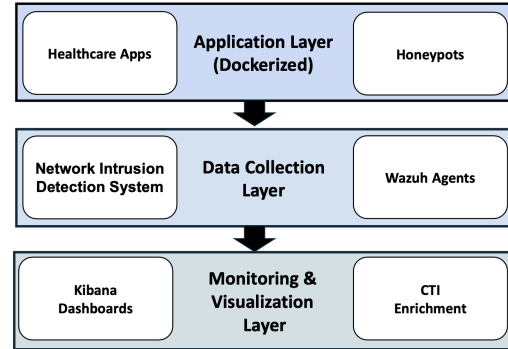 Healthcare Apps
Application Layer
(Dockerized)
Honeypots
Network Intrusion
Detection System
Data Collection
Layer
Wazuh Agents
Kibana
Dashboards
Monitoring &
Visualization
Layer
CTI
Enrichment